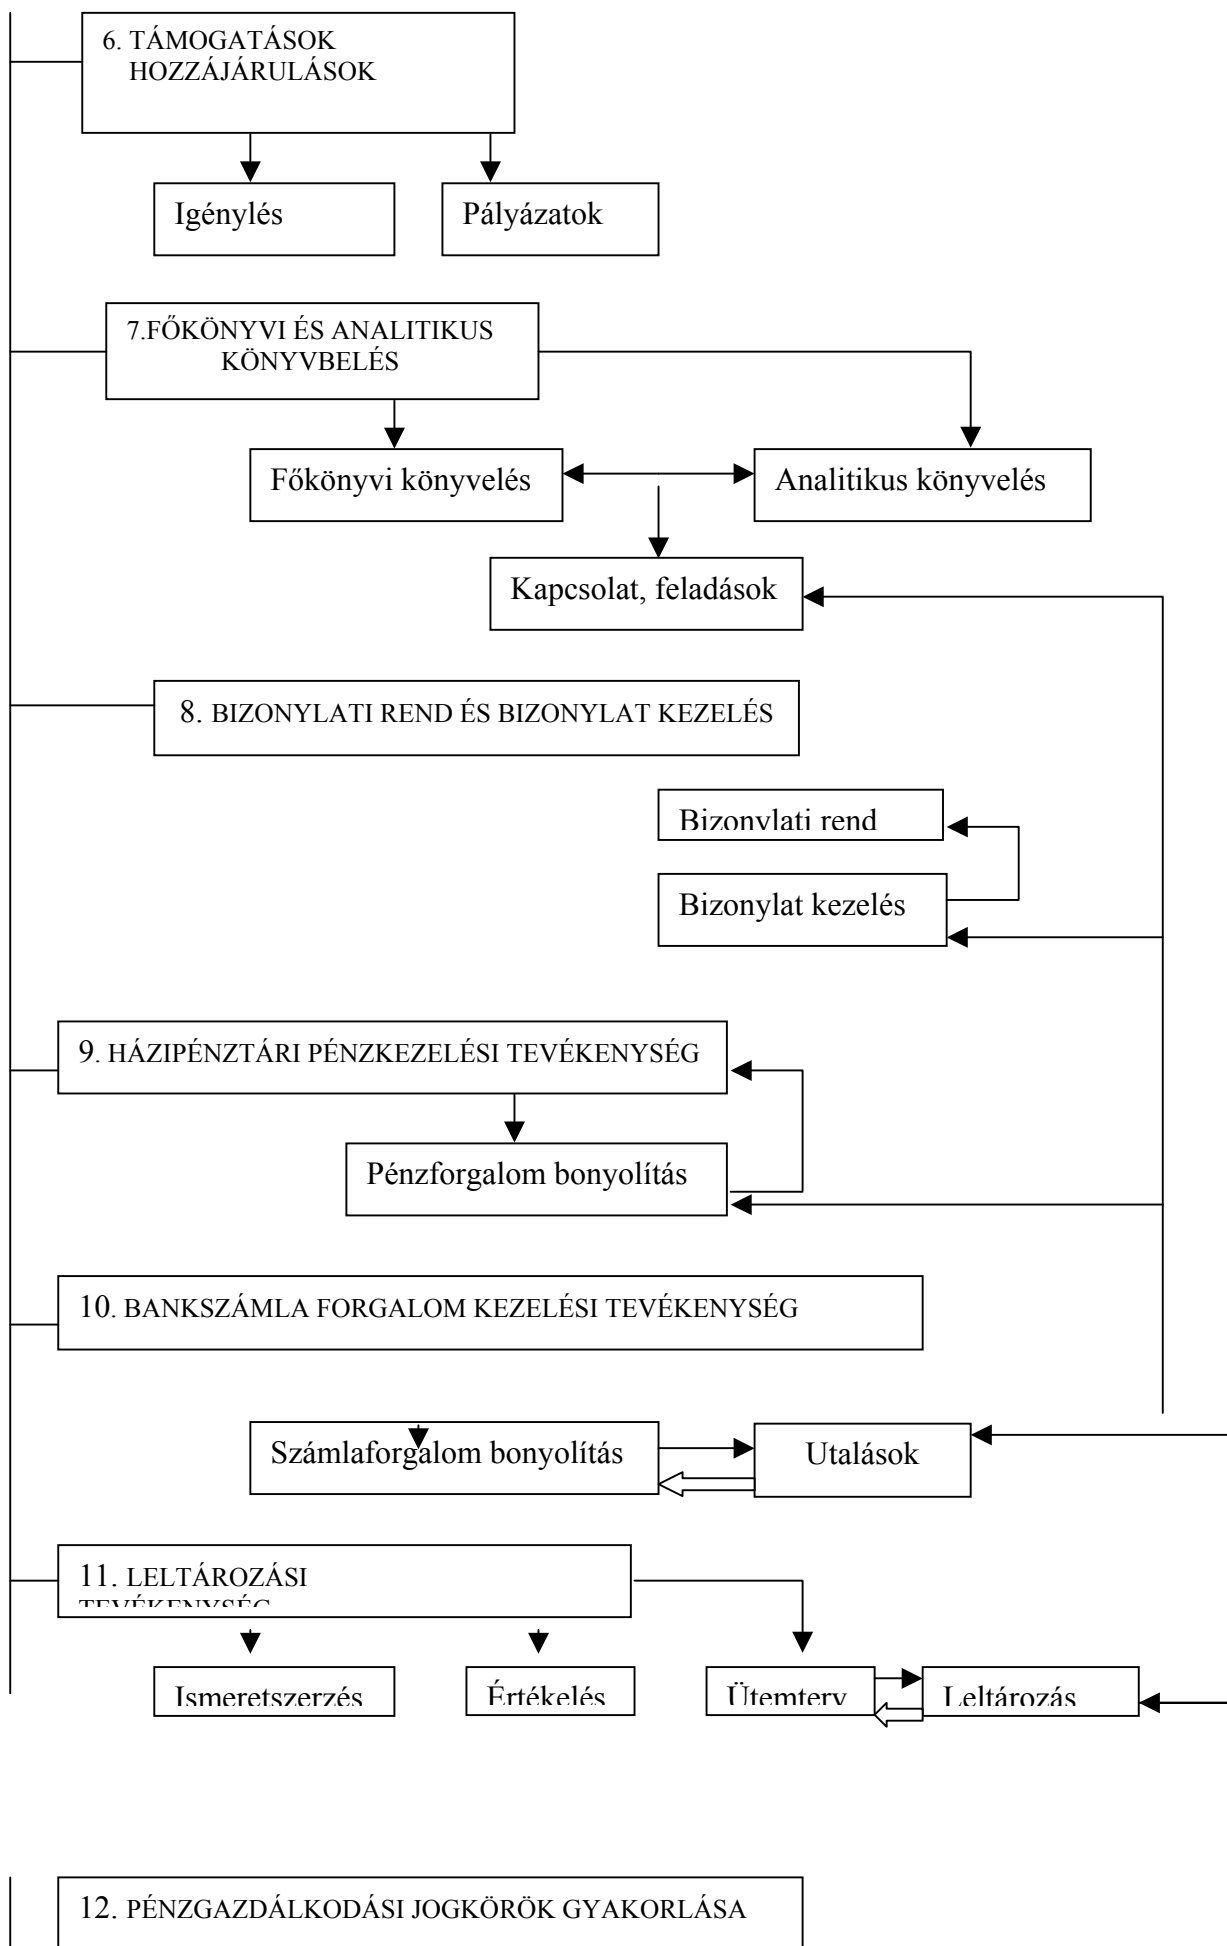 6. TÁMOGATÁSOK
HOZZÁJÁRULÁSOK
Igénylés
Pályázatok
7.FŐKÖNYVI ÉS ANALITIKUS
KÖNYVBELÉS
Főkönyvi könyvelés
Analitikus könyvelés
Kapcsolat, feladások
8. BIZONYLATI REND ÉS BIZONYLAT KEZELÉS
Bizonylati rend
Bizonylat kezelés
9. HÁZIPÉNZTÁRI PÉNZKEZELÉSI TEVÉKENYSÉG
Pénzforgalom bonyolítás
10. BANKSZÁMLA FORGALOM KEZELÉSI TEVÉKENYSÉG
Számlaforgalom bonyolítás
Utalások
11. LELTÁROZÁSI
TEVÉKENYSÉG
Ismeretszerzés
Értékelés
Ütemterv
Leltározás
12. PÉNZGAZDÁLKODÁSI JOGKÖRÖK GYAKORLÁSA